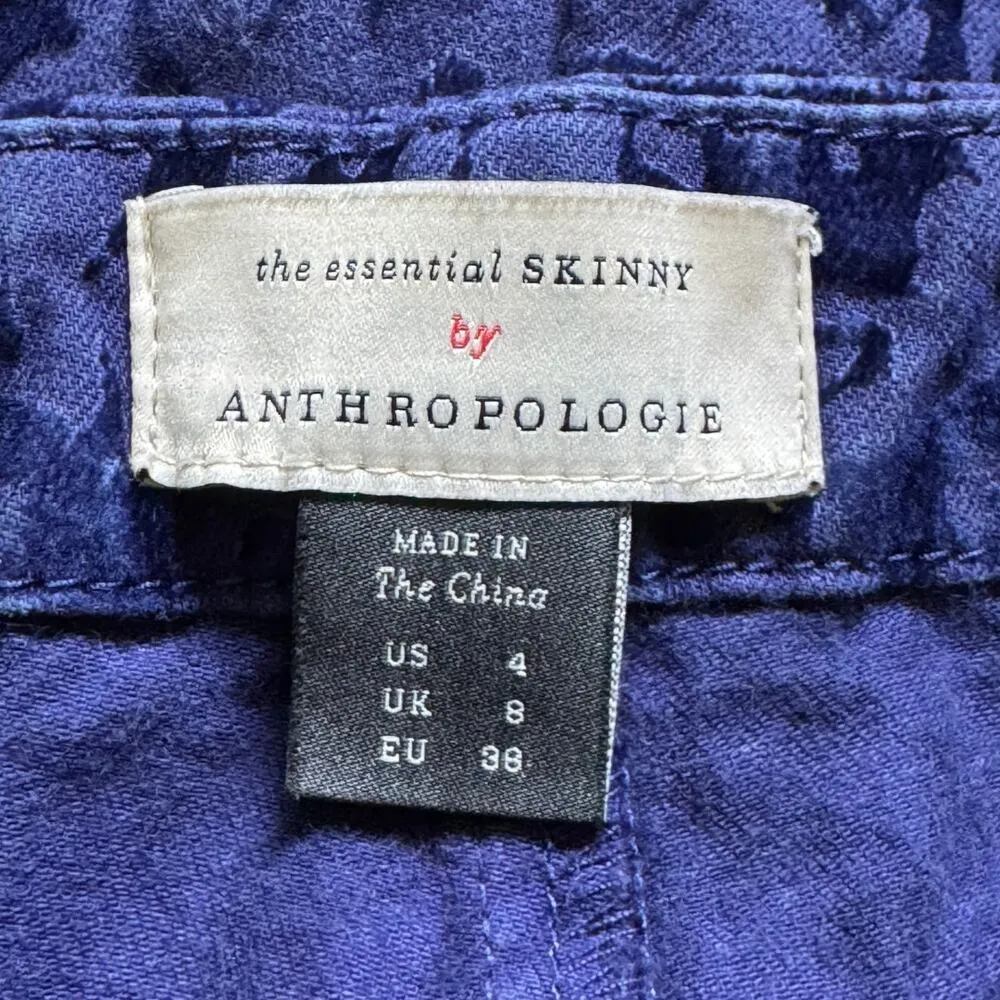 the essential SKINNY
by
ANTHROPOLOGIE
MADE IN
The China
US 4
UK 8
EU 36